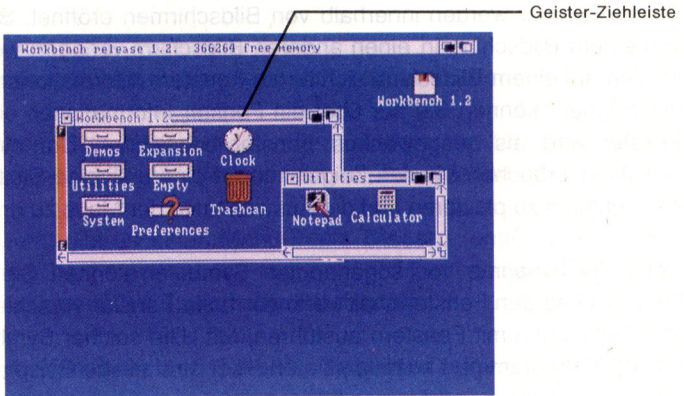 Geister-Ziehleiste
Workbench release 1.2. 366264 free memory
Workbench 1.2
Workbench 1.2
Demos Expansion Clock
Utilities Empty Trashcan
System Preferences
Utilities
Notepad Calculator